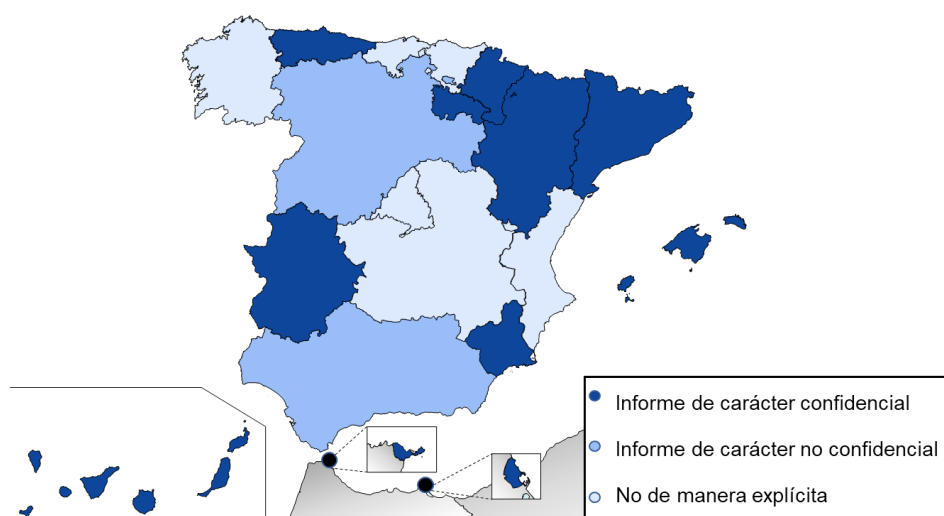 Informe de carácter confidencial
Informe de carácter no confidencial
No de manera explícita